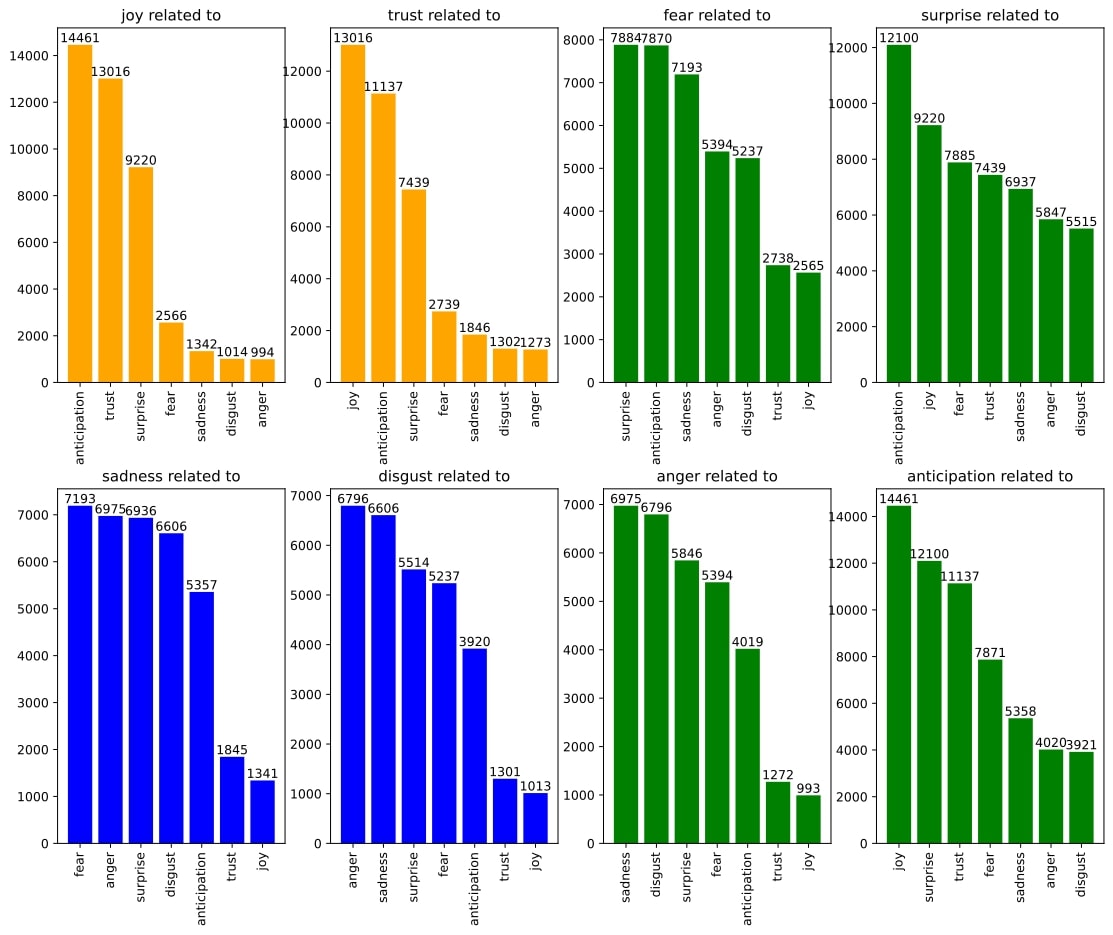 joy related to
14461
13016
9220
2566
1342
1014
994
14000
12000
10000
8000
6000
4000
2000
0
anticipation
trust
surprise
fear
sadness
disgust
anger
trust related to
13016
11137
7439
2739
1846
1302
1273
12000
10000
8000
6000
4000
2000
0
joy
anticipation
surprise
fear
sadness
disgust
anger
fear related to
7884
7870
7193
5394
5237
2738
2565
8000
7000
6000
5000
4000
3000
2000
1000
0
surprise
anticipation
sadness
anger
disgust
trust
joy
surprise related to
12100
9220
7885
7439
6937
5847
5515
12000
10000
8000
6000
4000
2000
0
anticipation
joy
fear
trust
sadness
anger
disgust
sadness related to
7193
6975
6936
6606
5357
1845
1341
7000
6000
5000
4000
3000
2000
1000
0
fear
anger
surprise
disgust
anticipation
trust
joy
disgust related to
6796
6606
5514
5237
3920
1301
1013
7000
6000
5000
4000
3000
2000
1000
0
anger
sadness
surprise
fear
anticipation
trust
joy
anger related to
6975
6796
5846
5394
4019
1272
993
7000
6000
5000
4000
3000
2000
1000
0
sadness
disgust
surprise
fear
anticipation
trust
joy
anticipation related to
14461
12100
11137
7871
5358
4020
3921
14000
12000
10000
8000
6000
4000
2000
0
joy
surprise
trust
fear
sadness
anger
disgust